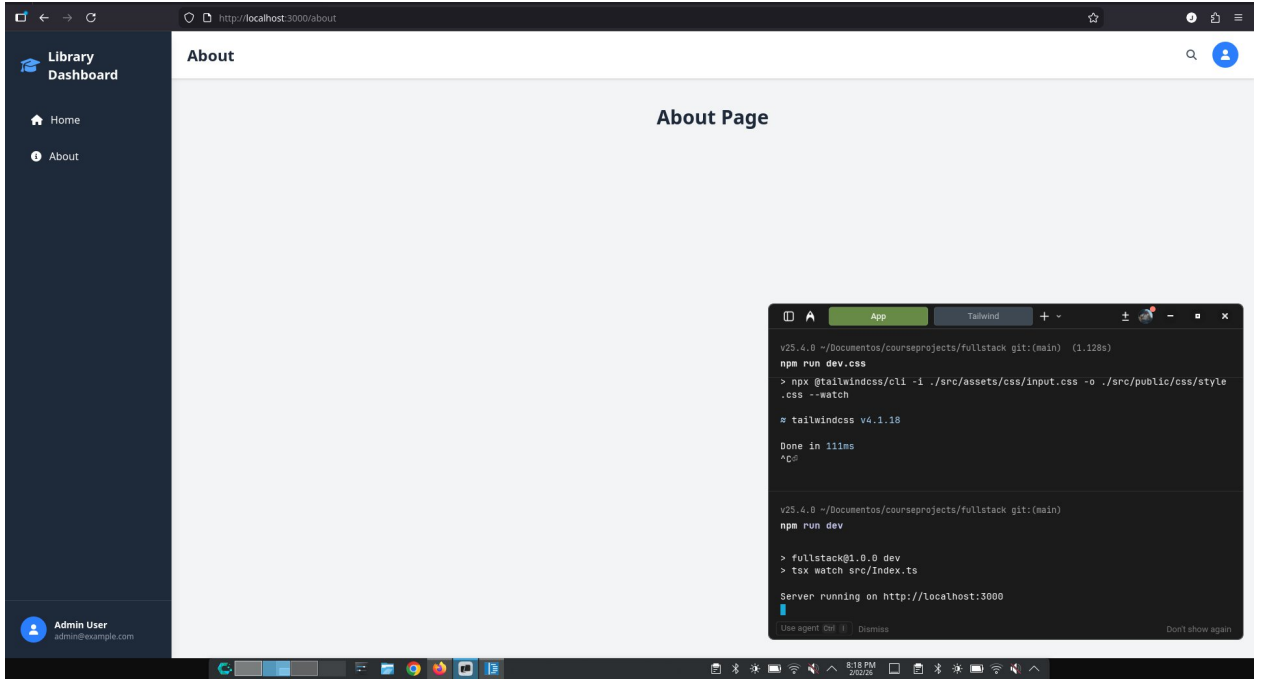 http://localhost:3000/about
Library
Dashboard
Home
About
Admin User
admin@example.com
About
About Page
App
Tailwind
v25.4.0 ~/Documentos/courseprojects/fullstack git:(main) (1.128s)
npm run dev.css
> npx @tailwindcss/cli -i ./src/assets/css/input.css -o ./src/public/css/style
.css --watch
≈ tailwindcss v4.1.18
Done in 111ms
^C⏎
v25.4.0 ~/Documentos/courseprojects/fullstack git:(main)
npm run dev
> fullstack@1.0.0 dev
> tsx watch src/Index.ts
Server running on http://localhost:3000
Use agent Ctrl I Dismiss
Don't show again
8:18 PM
2/02/26